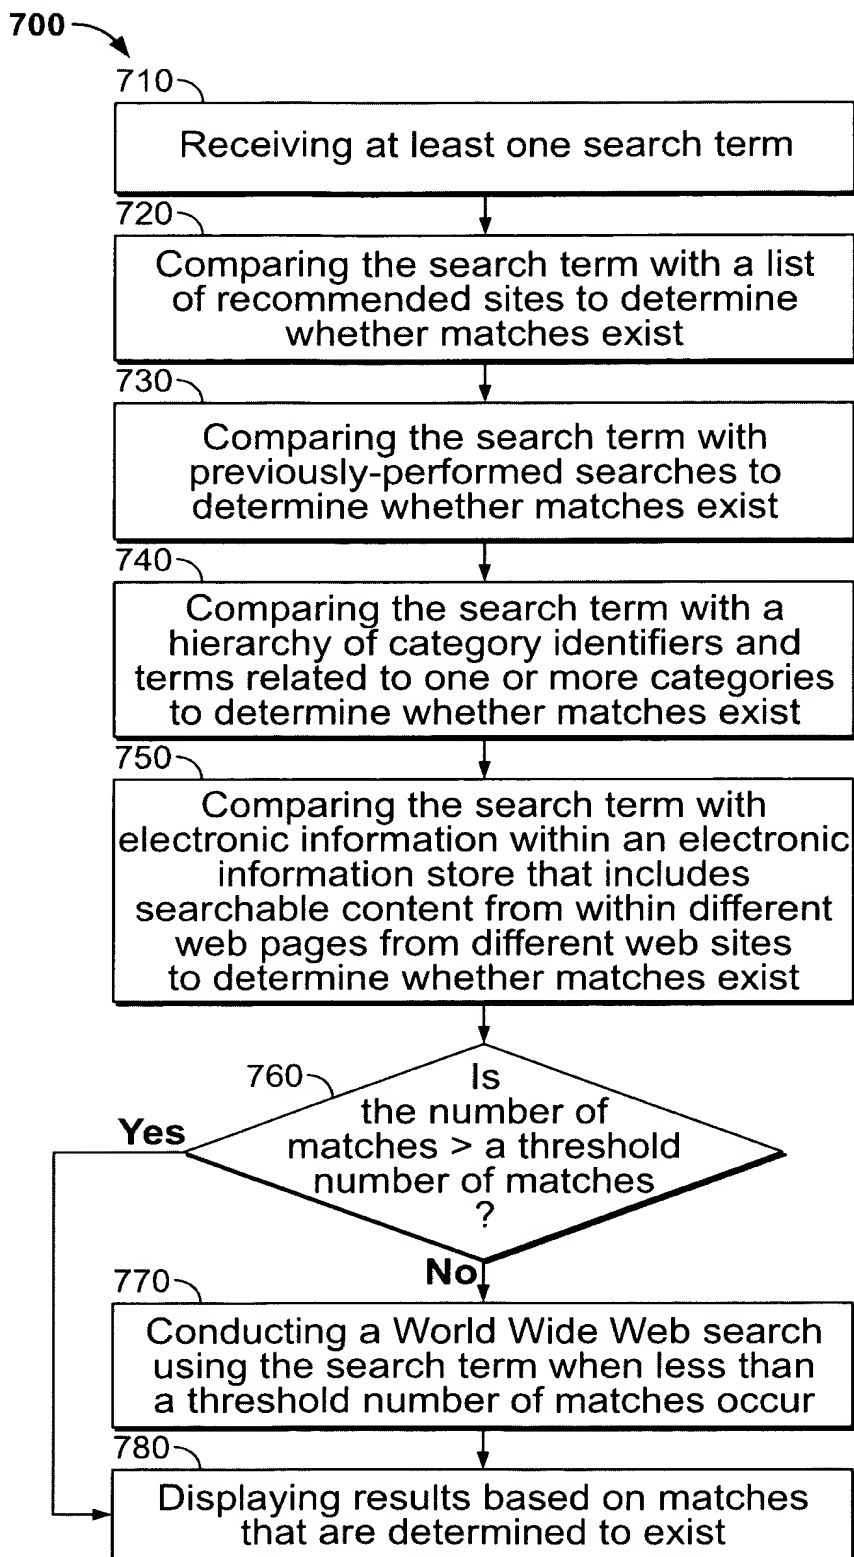 700
710
Receiving at least one search term
720
Comparing the search term with a list
of recommended sites to determine
whether matches exist
730
Comparing the search term with
previously-performed searches to
determine whether matches exist
740
Comparing the search term with a
hierarchy of category identifiers and
terms related to one or more categories
to determine whether matches exist
750
Comparing the search term with
electronic information within an electronic
information store that includes
searchable content from within different
web pages from different web sites
to determine whether matches exist
760
Is
the number of
matches > a threshold
number of matches
?
Yes
No
770
Conducting a World Wide Web search
using the search term when less than
a threshold number of matches occur
780
Displaying results based on matches
that are determined to exist